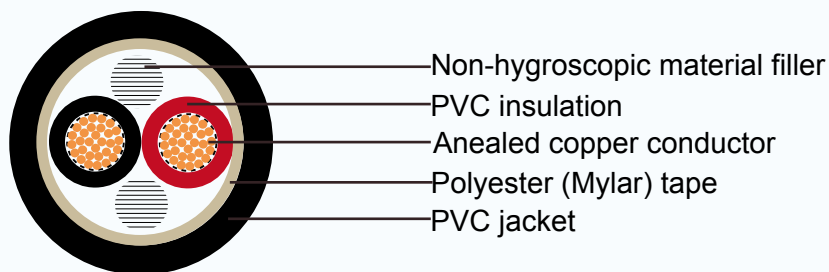 Non-hygroscopic material filler
PVC insulation
Anealed copper conductor
Polyester (Mylar) tape
PVC jacket